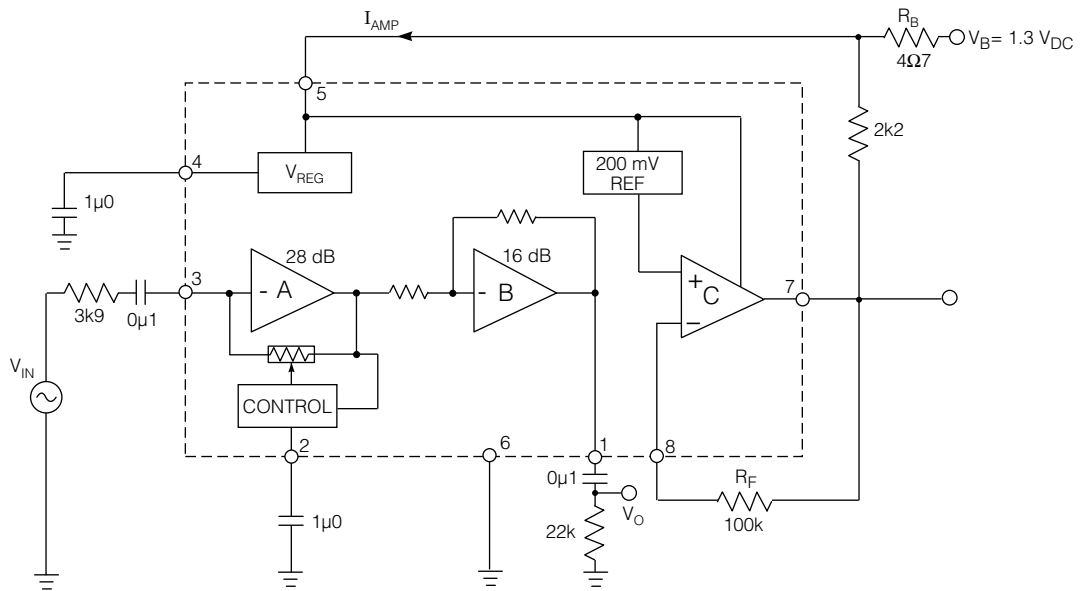 I_AMP
R_B
V_B= 1.3 V_DC
4Ω7
5
2k2
4
V_REG
200 mV
REF
1µ0
28 dB
16 dB
3
- A
- B
+
C
−
7
3k9
0µ1
V_IN
CONTROL
2
6
1
8
0µ1
R_F
1µ0
V_O
100k
22k